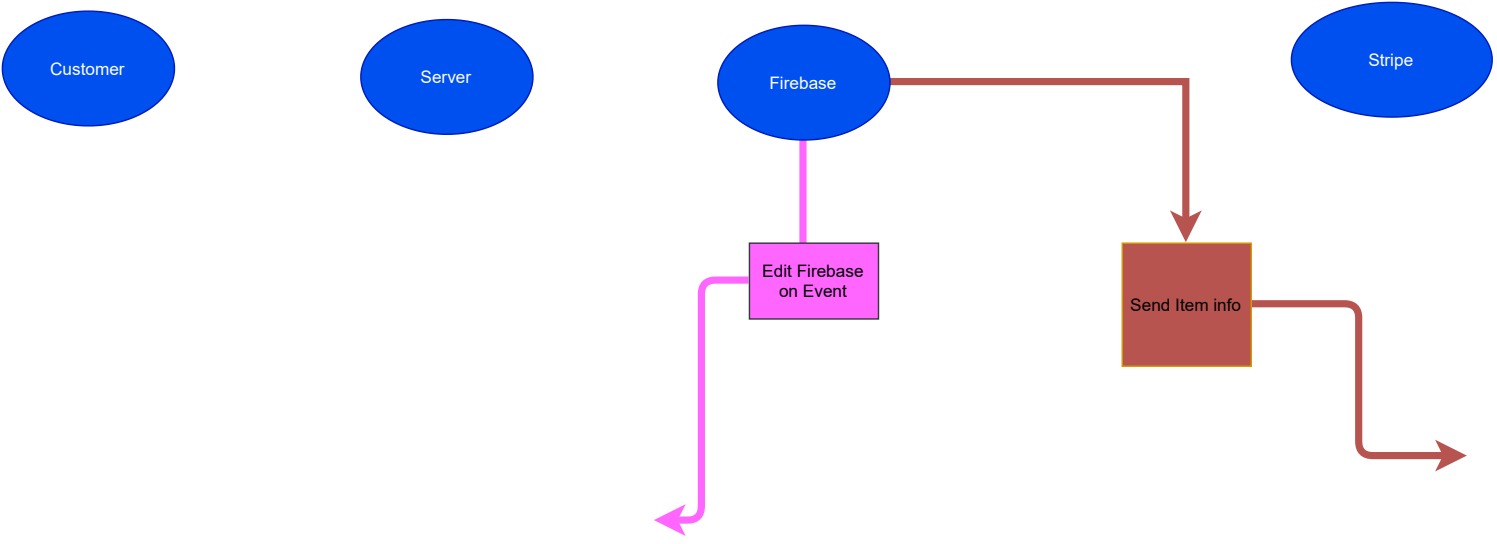 Customer
Server
Firebase
Stripe
Edit Firebase
on Event
Send Item info